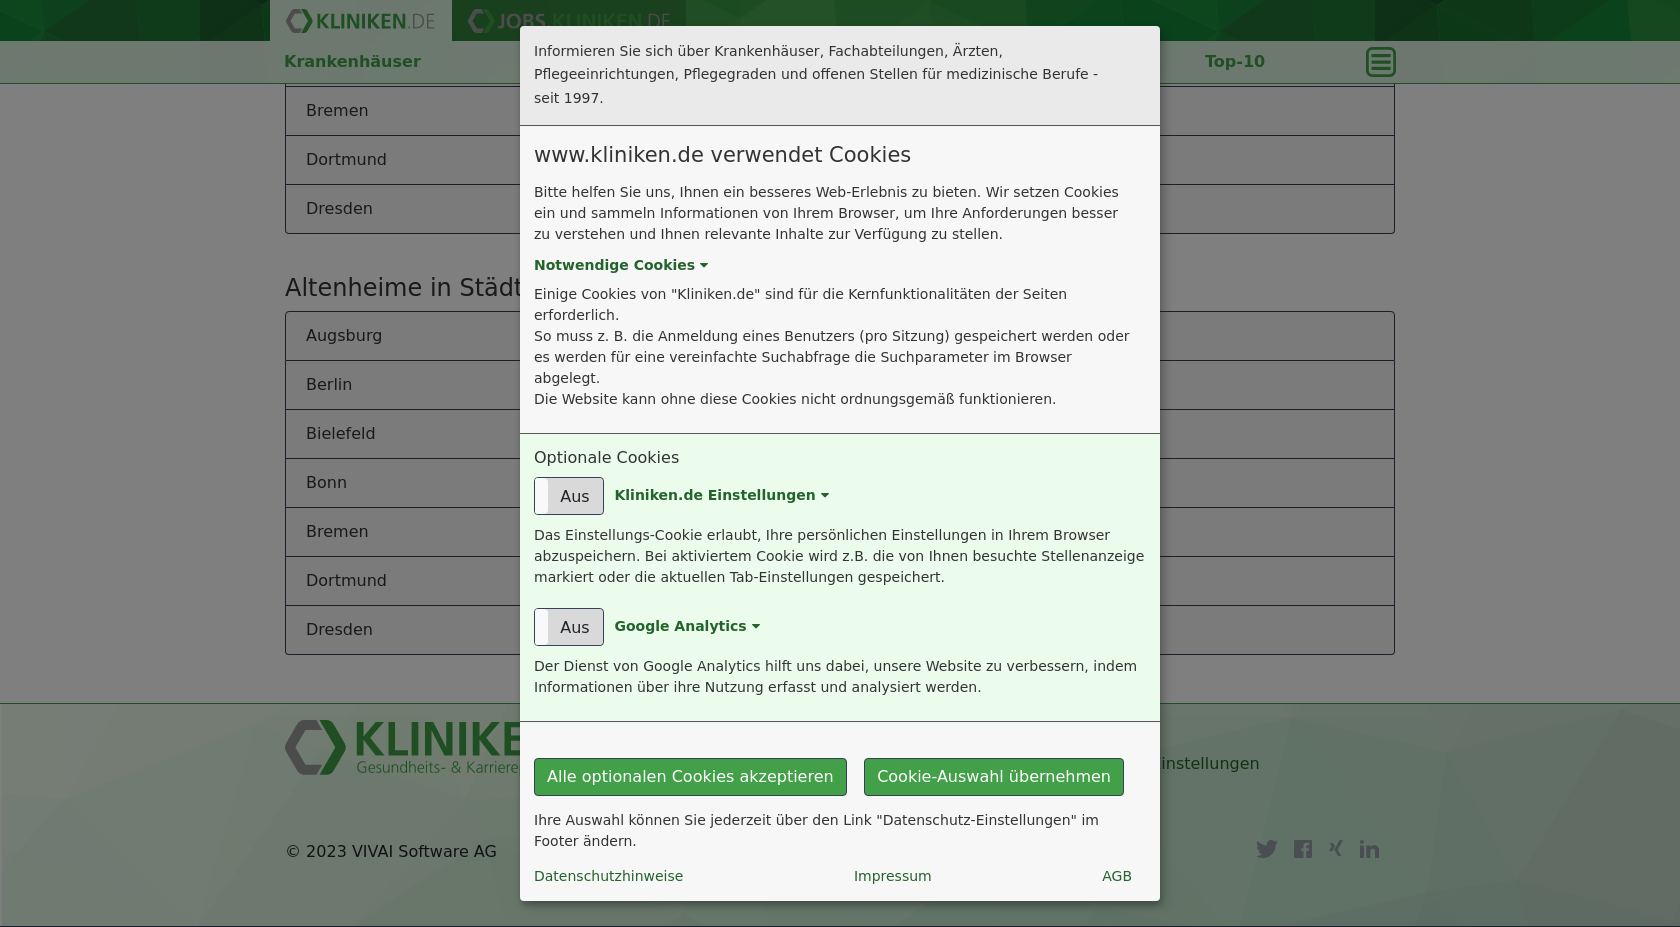 KLINIKEN.DE
JOBS.KLINIKEN.DE
Krankenhäuser
Top-10
Bremen
Dortmund
Dresden
Altenheime in Städt
Augsburg
Berlin
Bielefeld
Bonn
Bremen
Dortmund
Dresden
Informieren Sie sich über Krankenhäuser, Fachabteilungen, Ärzten,
Pflegeeinrichtungen, Pflegegraden und offenen Stellen für medizinische Berufe -
seit 1997.
www.kliniken.de verwendet Cookies
Bitte helfen Sie uns, Ihnen ein besseres Web-Erlebnis zu bieten. Wir setzen Cookies
ein und sammeln Informationen von Ihrem Browser, um Ihre Anforderungen besser
zu verstehen und Ihnen relevante Inhalte zur Verfügung zu stellen.
Notwendige Cookies
Einige Cookies von "Kliniken.de" sind für die Kernfunktionalitäten der Seiten
erforderlich.
So muss z. B. die Anmeldung eines Benutzers (pro Sitzung) gespeichert werden oder
es werden für eine vereinfachte Suchabfrage die Suchparameter im Browser
abgelegt.
Die Website kann ohne diese Cookies nicht ordnungsgemäß funktionieren.
Optionale Cookies
Aus Kliniken.de Einstellungen
Das Einstellungs-Cookie erlaubt, Ihre persönlichen Einstellungen in Ihrem Browser
abzuspeichern. Bei aktiviertem Cookie wird z.B. die von Ihnen besuchte Stellenanzeige
markiert oder die aktuellen Tab-Einstellungen gespeichert.
Aus Google Analytics
Der Dienst von Google Analytics hilft uns dabei, unsere Website zu verbessern, indem
Informationen über ihre Nutzung erfasst und analysiert werden.
Alle optionalen Cookies akzeptieren
Cookie-Auswahl übernehmen
Ihre Auswahl können Sie jederzeit über den Link "Datenschutz-Einstellungen" im
Footer ändern.
Datenschutzhinweise
Impressum
AGB
KLINIKE
Gesundheits- & Karriere
instellungen
© 2023 VIVAI Software AG